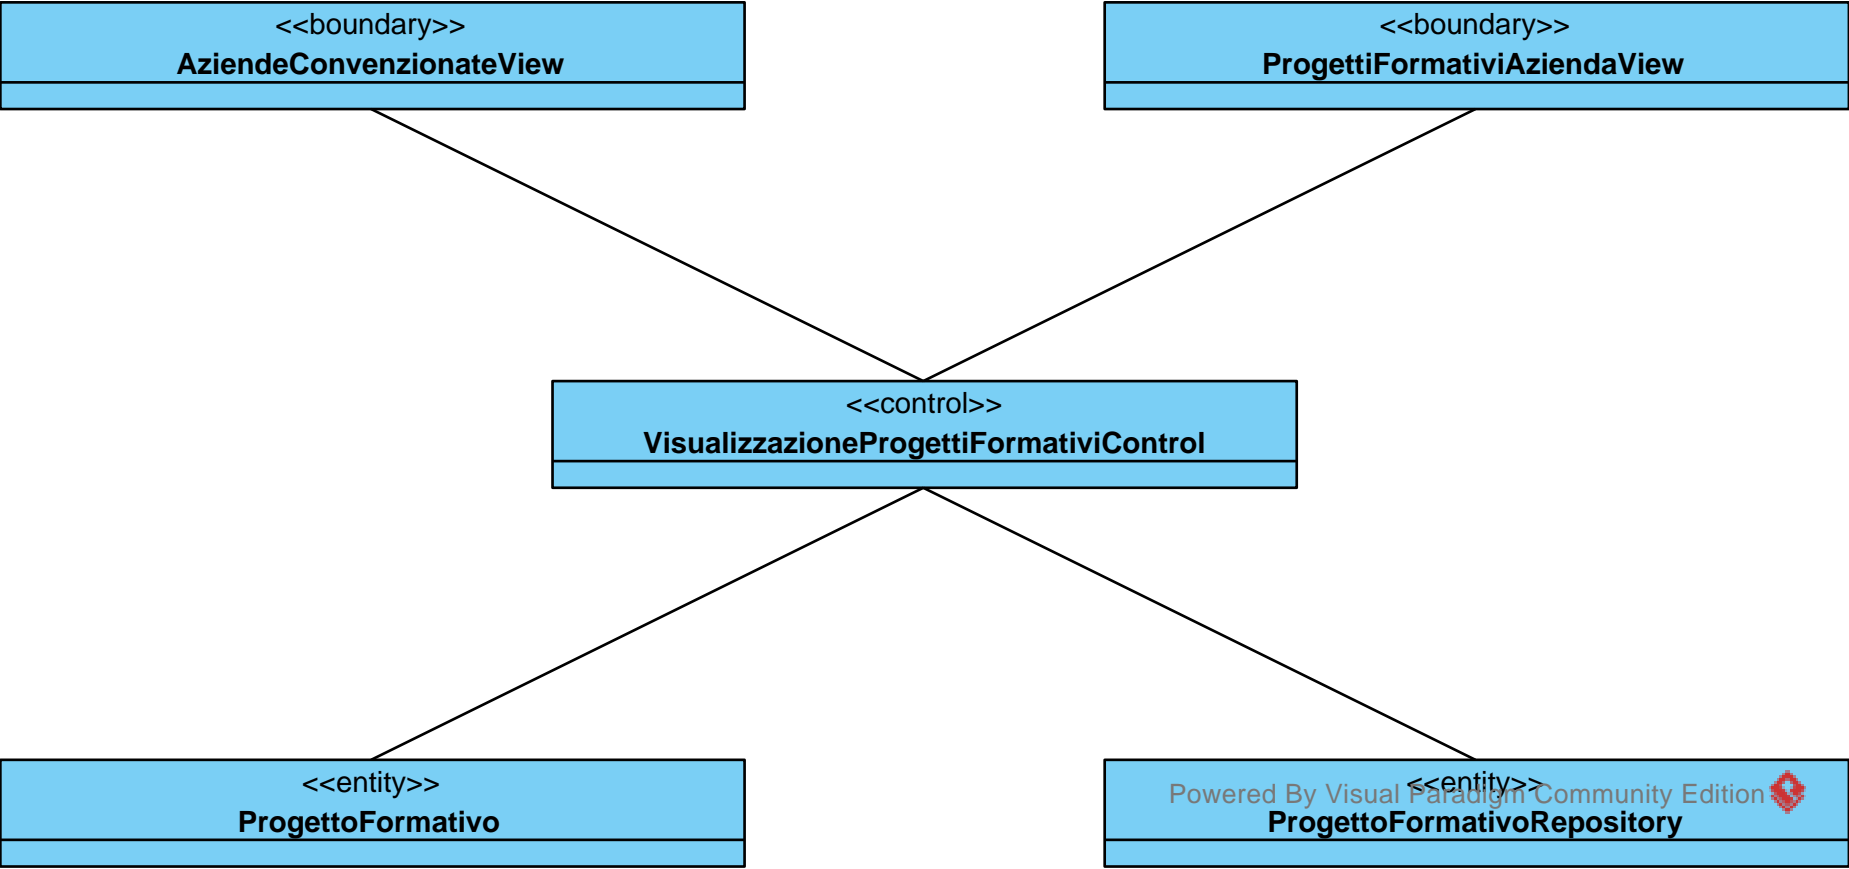 <<boundary>>
AziendeConvenzionateView
<<boundary>>
ProgettiFormativiAziendaView
<<control>>
VisualizzazioneProgettiFormativiControl
<<entity>>
ProgettoFormativo
<<entity>>
Powered By Visual Paradigm Community Edition
ProgettoFormativoRepository